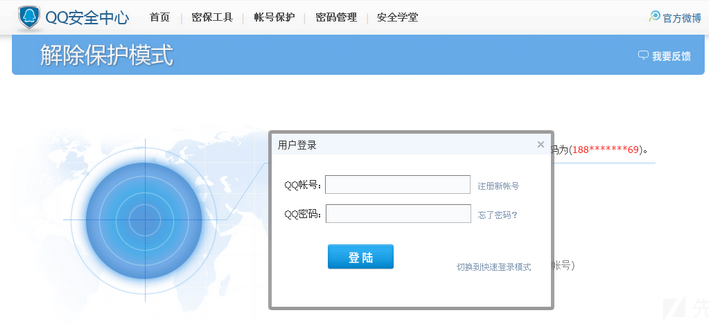 QQ安全中心 首页 密保工具 帐号保护 密码管理 安全学堂 官方微博
解除保护模式 我要反馈
用户登录
码为(188*******69)。
QQ帐号: 注册新帐号
QQ密码: 忘了密码?
登陆
切换到快速登录模式
帐号)
先